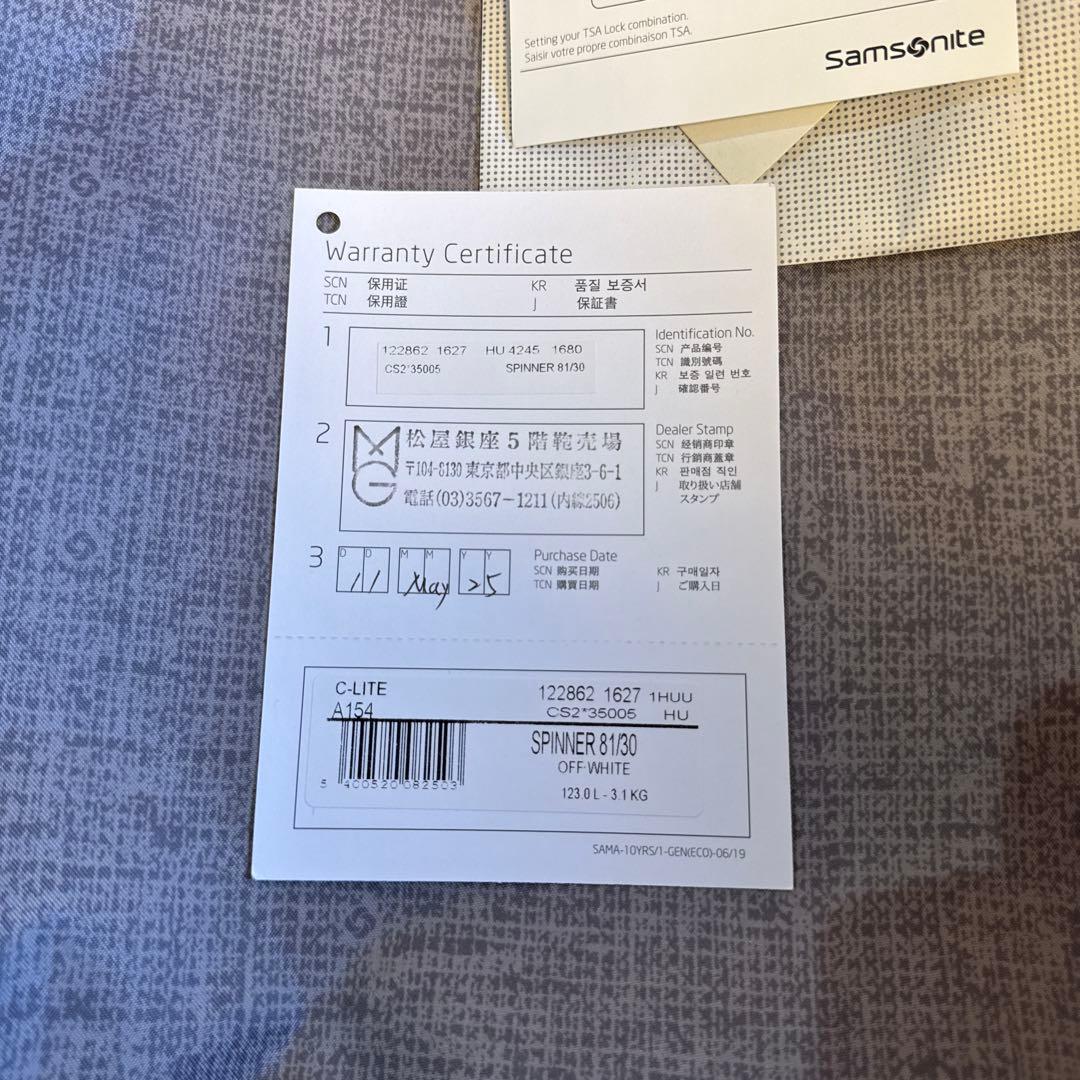 Setting your TSA Lock combination.
Saisir votre propre combinaison TSA.
Samsonite
Warranty Certificate
SCN 保用证 KR 품질 보증서
TCN 保用證 J 保証書
1
122862 1627 HU 4245 1680
CS2*35005 SPINNER 81/30
Identification No.
SCN 产品编号
TCN 識別號碼
KR 보증 일련 번호
J 確認番号
2
MG
松屋銀座5階鞄売場
〒104-8130 東京都中央区銀座3-6-1
電話(03)3567-1211(内線2506)
Dealer Stamp
SCN 经销商印章
TCN 行銷商蓋章
KR 판매점 직인
J 取り扱い店舗
スタンプ
3
D D M M Y Y
11 May 25
Purchase Date
SCN 购买日期 KR 구매일자
TCN 購買日期 J ご購入日
C-LITE 122862 1627 1HUU
A154 CS2*35005 HU
SPINNER 81/30
OFF WHITE
5 400520 082503
123.0 L - 3.1 KG
SAMA-10YRS/1-GEN(ECO)-06/19